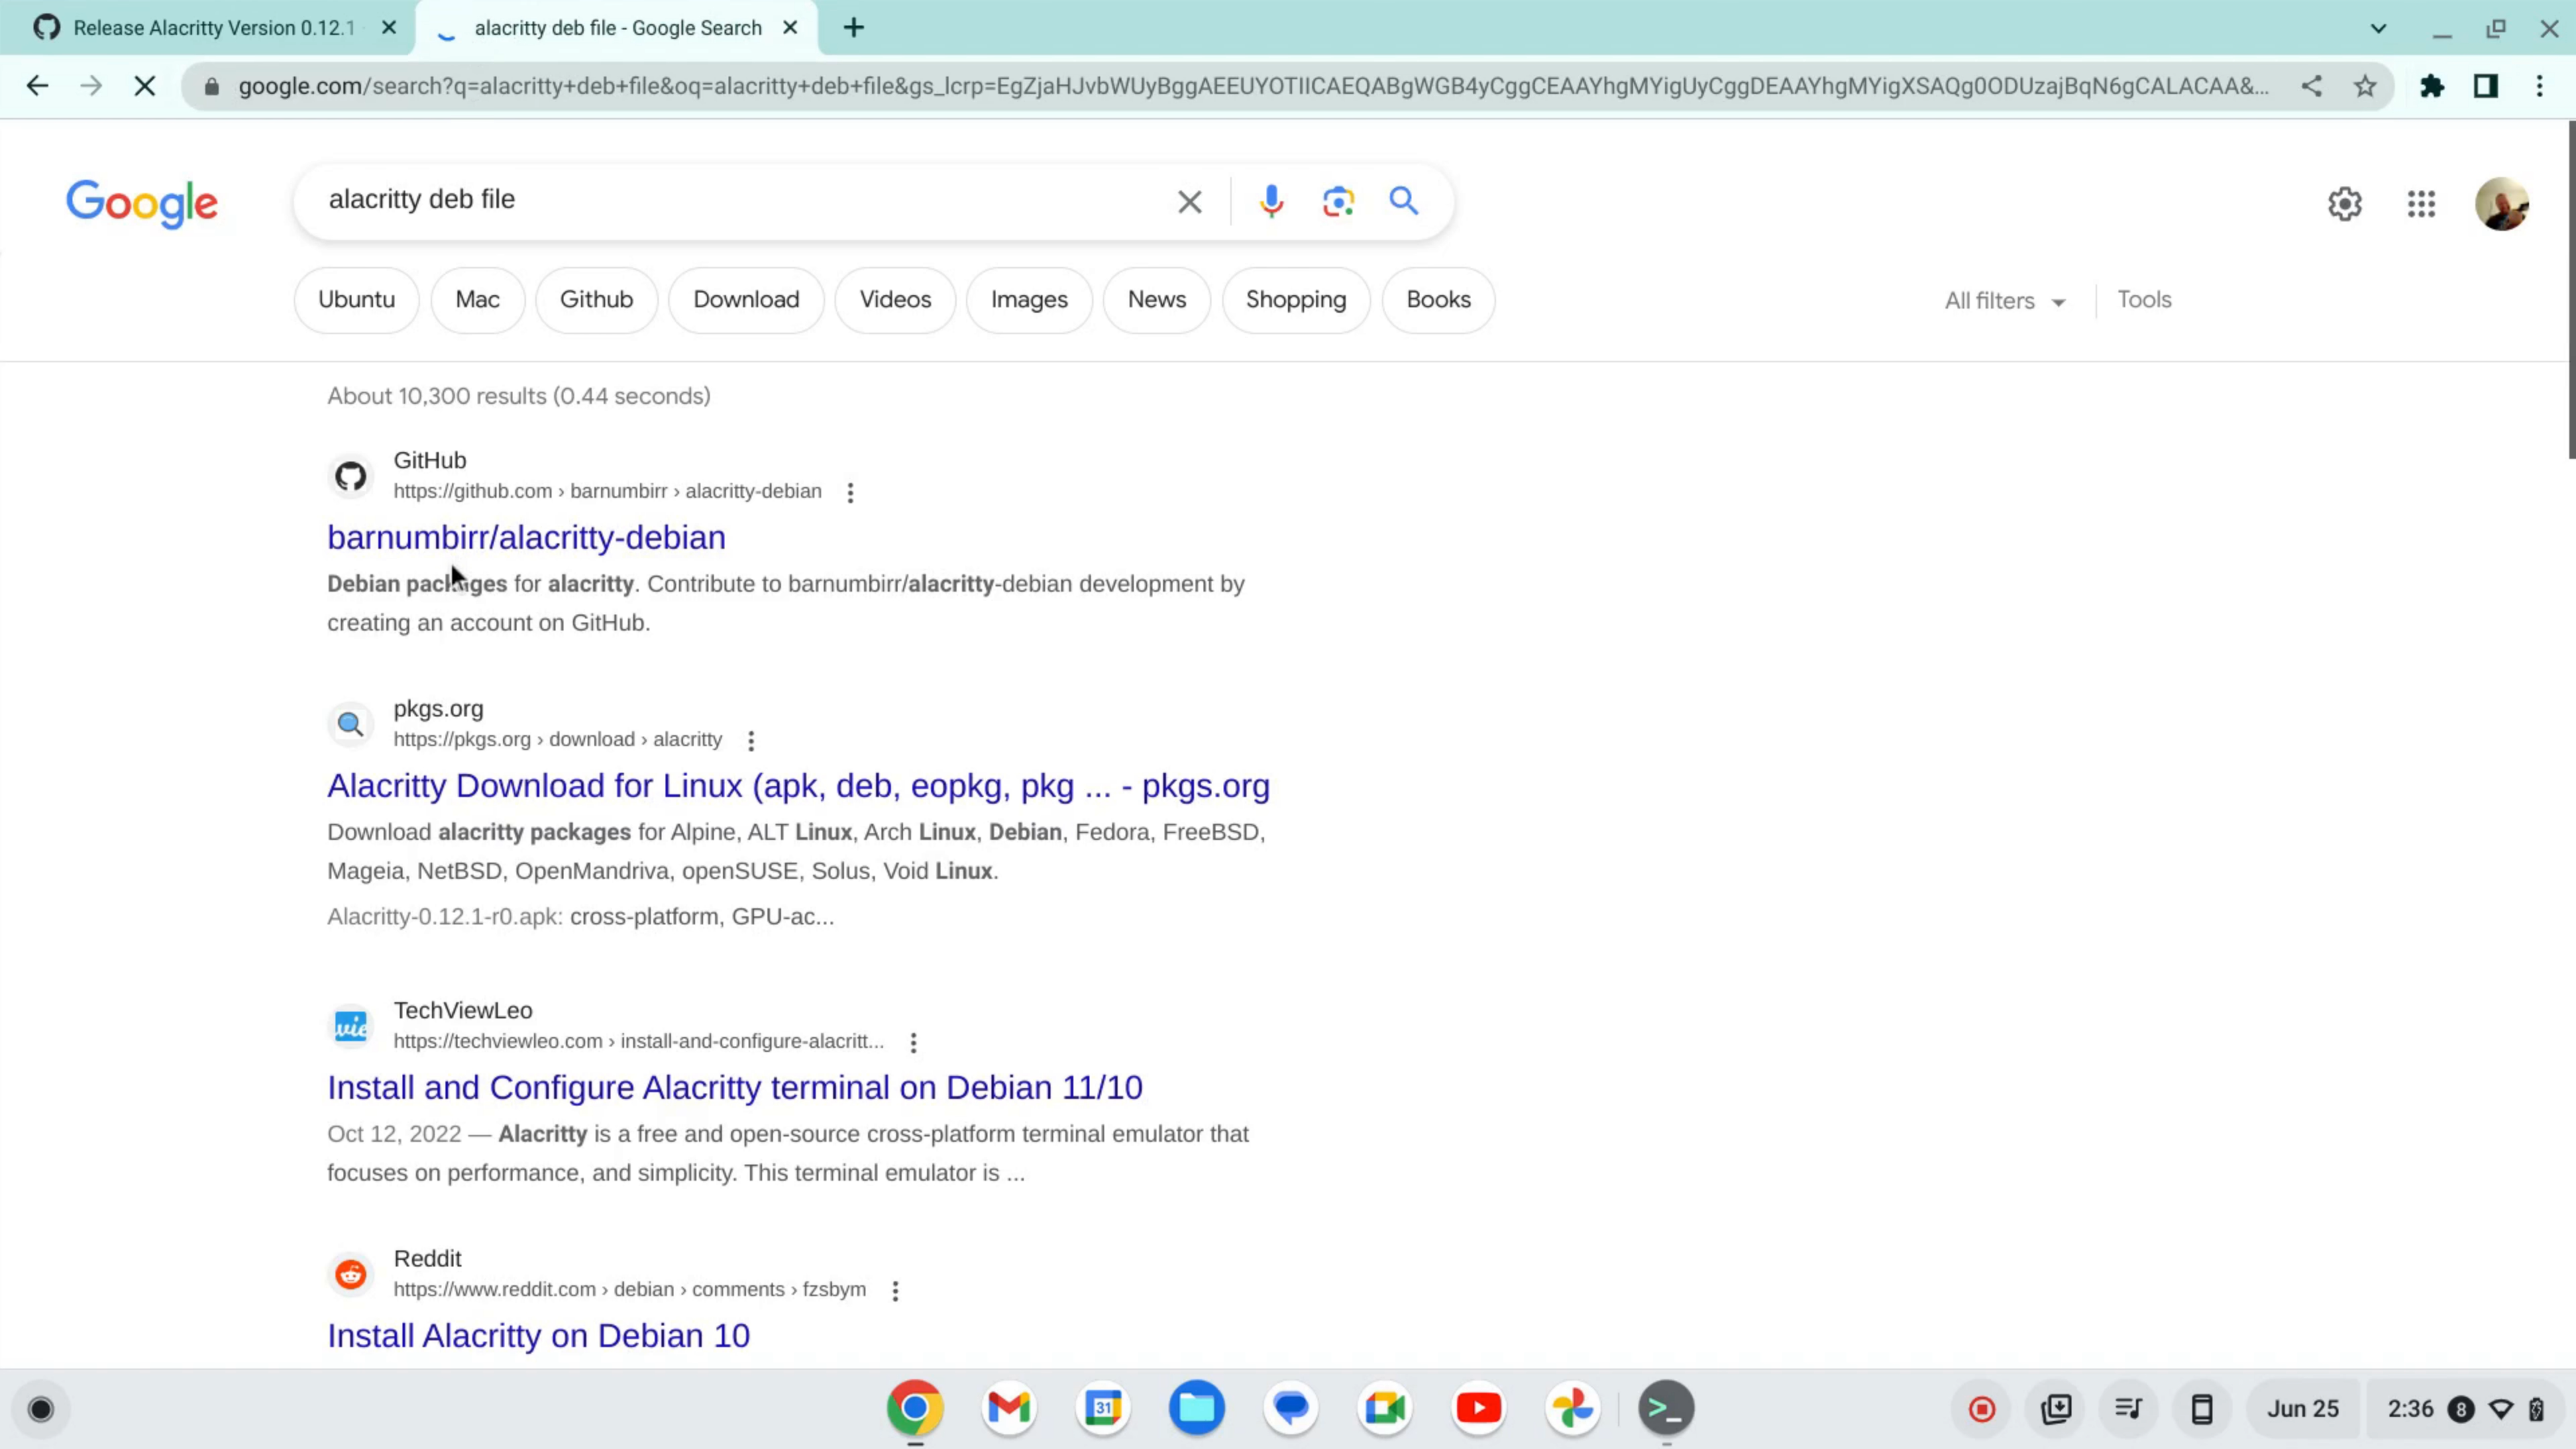 Release Alacritty Version 0.12.1
alacritty deb file - Google Search
google.com/search?q=alacritty+deb+file&oq=alacritty+deb+file&gs_lcrp=EgZjaHJvbWUyBggAEEUYOTIICAEQABgWGB4yCggCEAAYhgMYigUyCggDEAAYhgMYigXSAQg0ODUzajBqN6gCALACAA&...
Google
alacritty deb file
Ubuntu
Mac
Github
Download
Videos
Images
News
Shopping
Books
All filters
Tools
About 10,300 results (0.44 seconds)
GitHub
https://github.com › barnumbirr › alacritty-debian
barnumbirr/alacritty-debian
Debian packages for alacritty. Contribute to barnumbirr/alacritty-debian development by
creating an account on GitHub.
pkgs.org
https://pkgs.org › download › alacritty
Alacritty Download for Linux (apk, deb, eopkg, pkg ... - pkgs.org
Download alacritty packages for Alpine, ALT Linux, Arch Linux, Debian, Fedora, FreeBSD,
Mageia, NetBSD, OpenMandriva, openSUSE, Solus, Void Linux.
Alacritty-0.12.1-r0.apk: cross-platform, GPU-ac...
vie
TechViewLeo
https://techviewleo.com › install-and-configure-alacritt...
Install and Configure Alacritty terminal on Debian 11/10
Oct 12, 2022 — Alacritty is a free and open-source cross-platform terminal emulator that
focuses on performance, and simplicity. This terminal emulator is ...
Reddit
https://www.reddit.com › debian › comments › fzsbym
Install Alacritty on Debian 10
31
>_
Jun 25
2:36
8